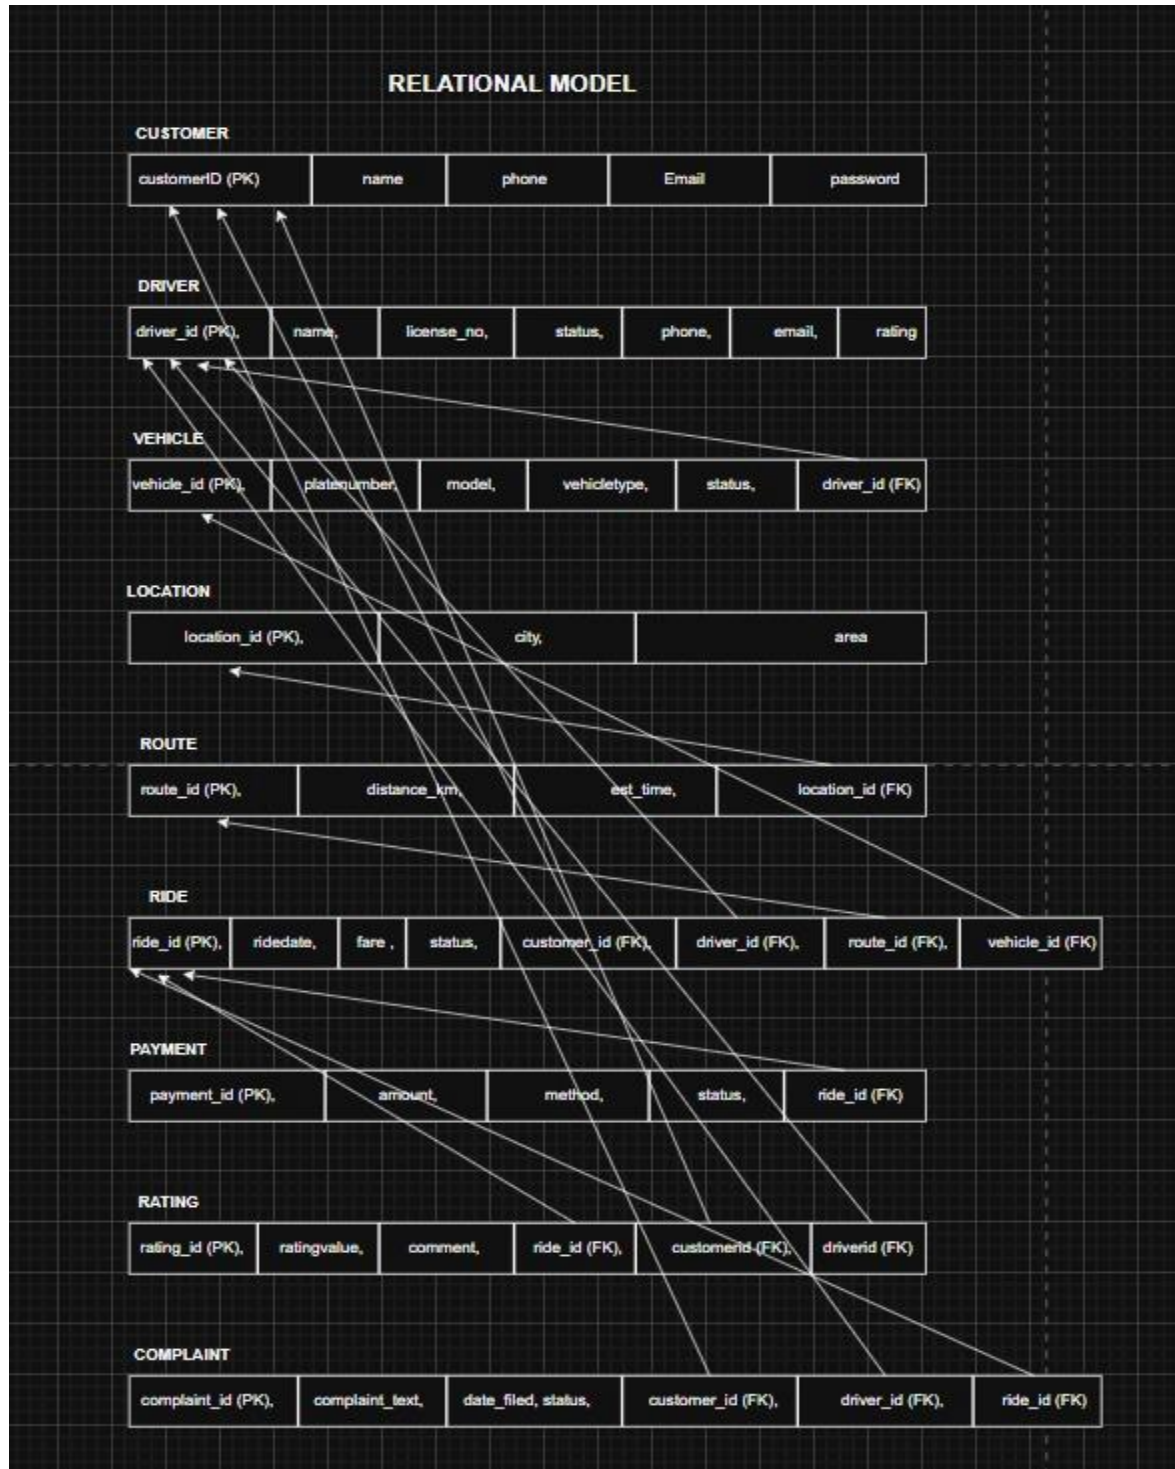 RELATIONAL MODEL
CUSTOMER
customerID (PK) name phone Email password
DRIVER
driver_id (PK), name, license_no, status, phone, email, rating
VEHICLE
vehicle_id (PK), platenumber, model, vehicletype, status, driver_id (FK)
LOCATION
location_id (PK), city, area
ROUTE
route_id (PK), distance_km, est_time, location_id (FK)
RIDE
ride_id (PK), ridedate, fare , status, customer_id (FK), driver_id (FK), route_id (FK), vehicle_id (FK)
PAYMENT
payment_id (PK), amount, method, status, ride_id (FK)
RATING
rating_id (PK), ratingvalue, comment, ride_id (FK), customerid (FK), driverid (FK)
COMPLAINT
complaint_id (PK), complaint_text, date_filed, status, customer_id (FK), driver_id (FK), ride_id (FK)